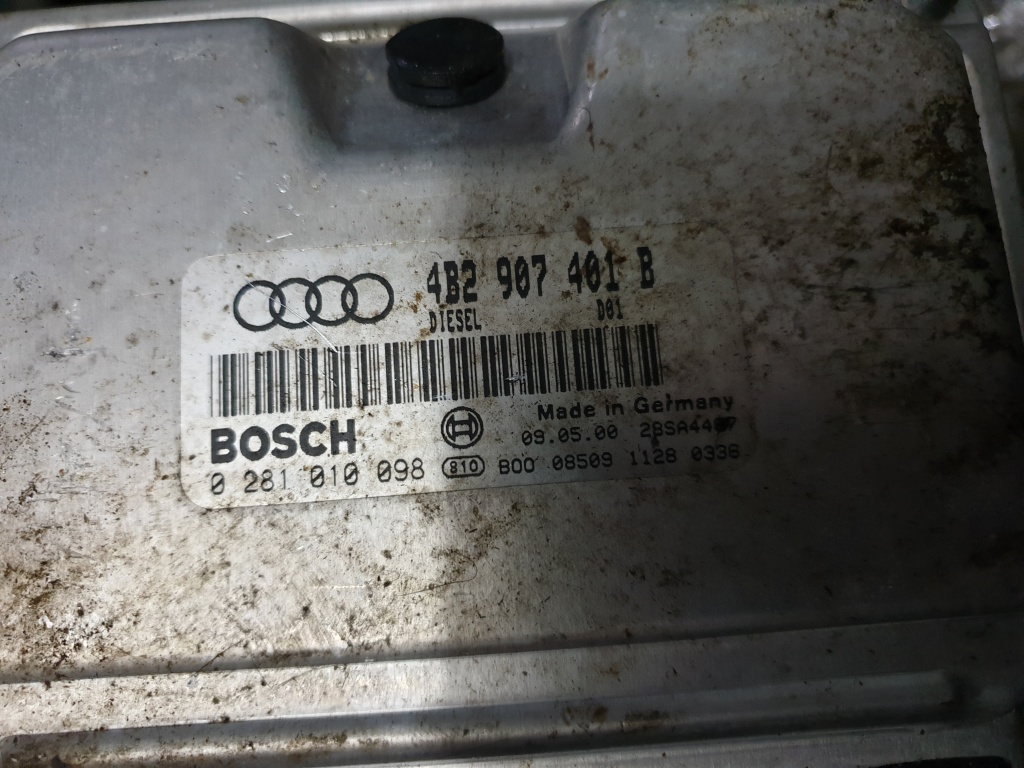 4B2 907 401 B
DIESEL D01
Made in Germany
BOSCH 09.05.00
0 281 010 098 810 B00 08509 1128 0336